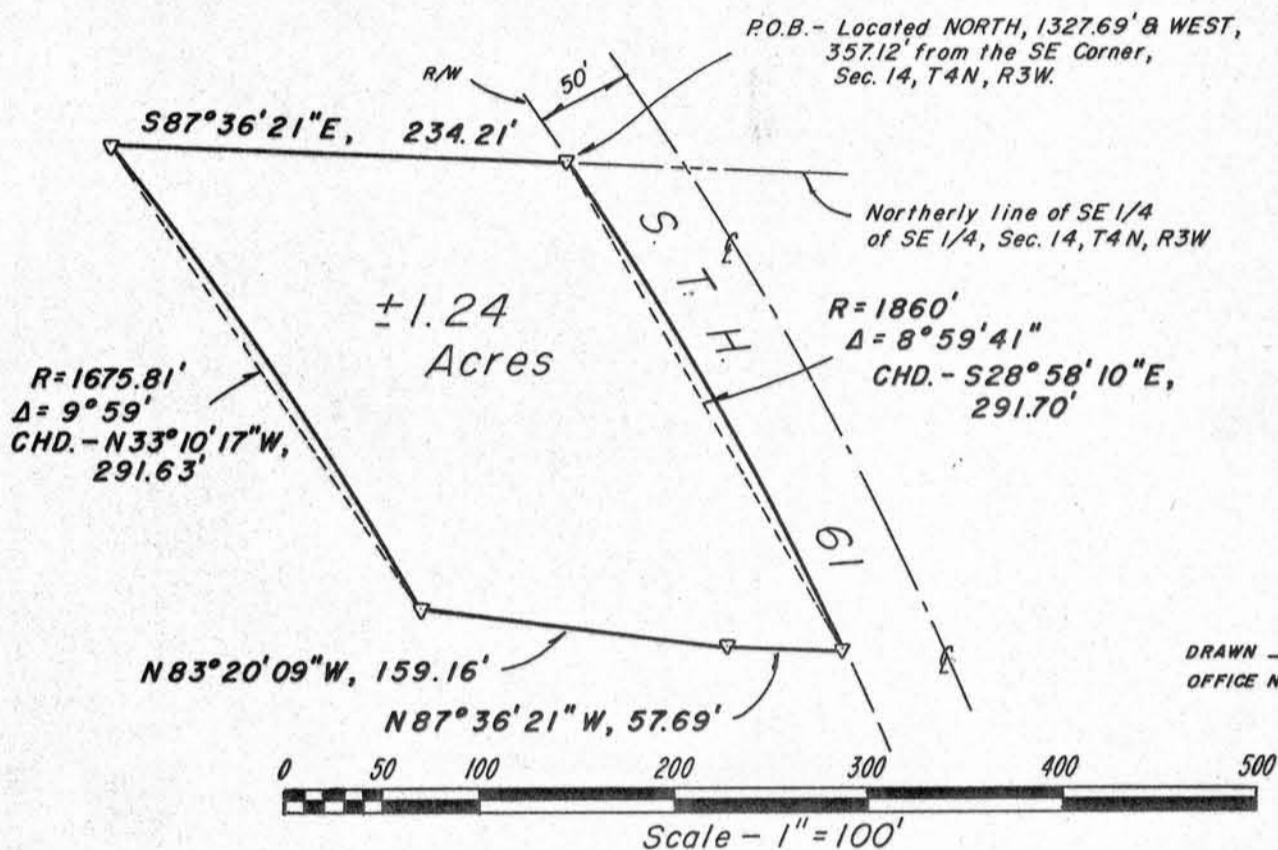 P.O.B.- Located NORTH, 1327.69' & WEST,
357.12' from the SE Corner,
Sec. 14, T4N, R3W.
R/W
50'
S87°36'21"E, 234.21'
Northerly line of SE 1/4
of SE 1/4, Sec. 14, T4N, R3W
S. T. H. 61
±1.24
Acres
R=1860'
Δ=8°59'41"
CHD.-S28°58'10"E,
291.70'
R=1675.81'
Δ=9°59'
CHD.-N33°10'17"W,
291.63'
N83°20'09"W, 159.16'
N87°36'21"W, 57.69'
DRAWN
OFFICE N
0 50 100 200 300 400 500
Scale - 1"=100'